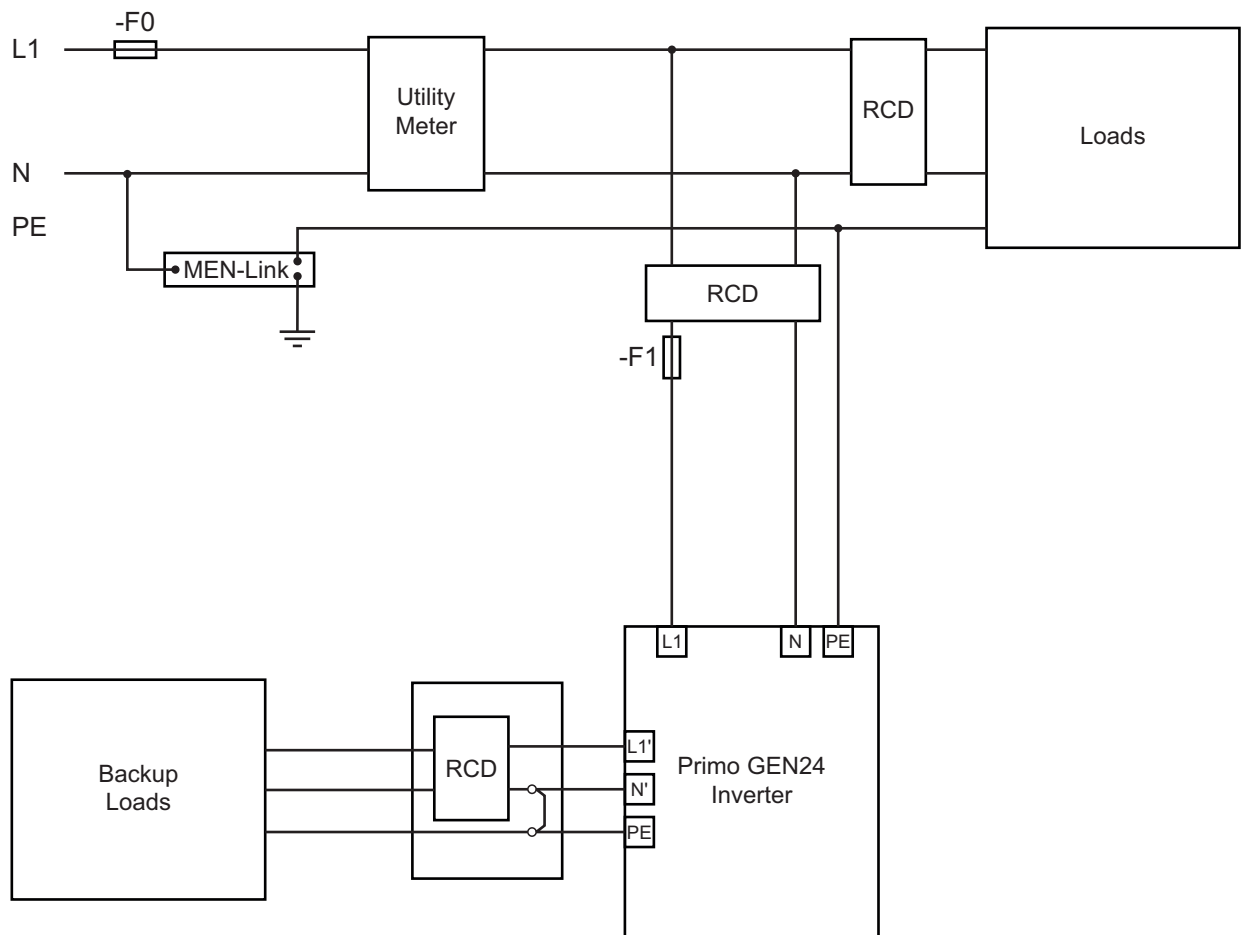 -F0
L1
Utility
Meter
RCD
Loads
N
PE
MEN-Link
RCD
-F1
L1
N
PE
L1'
N'
PE
Primo GEN24
Inverter
RCD
Backup
Loads